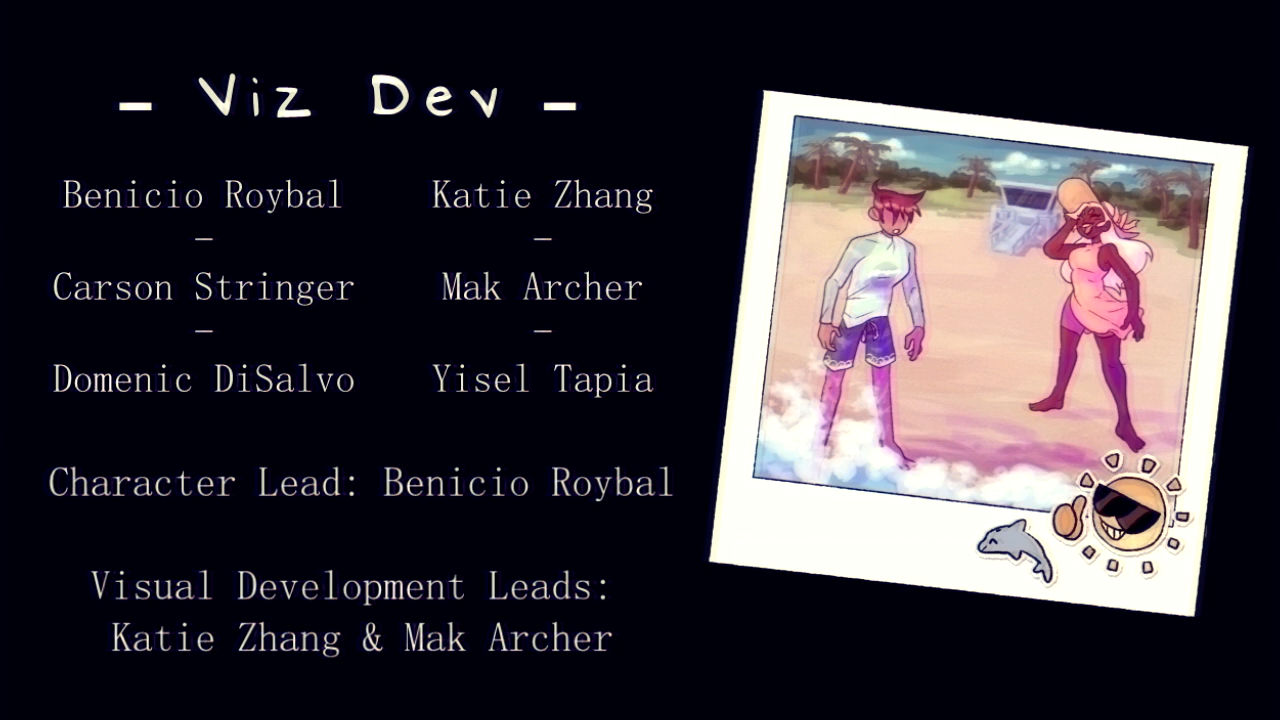 - Viz Dev -
Benicio Roybal
–
Carson Stringer
–
Domenic DiSalvo
Katie Zhang
–
Mak Archer
–
Yisel Tapia
Character Lead: Benicio Roybal
Visual Development Leads:
Katie Zhang & Mak Archer